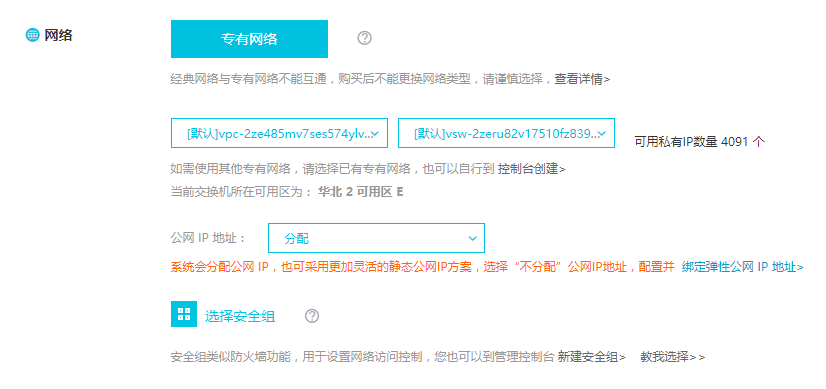 网络
专有网络
经典网络与专有网络不能互通，购买后不能更换网络类型，请谨慎选择，查看详情>
[默认]vpc-2ze485mv7ses574ylv...
[默认]vsw-2zeru82v17510fz839...
可用私有IP数量 4091 个
如需使用其他专有网络，请选择已有专有网络，也可以自行到 控制台创建>
当前交换机所在可用区为： 华北 2 可用区 E
公网 IP 地址： 分配
系统会分配公网 IP，也可采用更加灵活的静态公网IP方案，选择“不分配”公网IP地址，配置并 绑定弹性公网 IP 地址>
选择安全组
安全组类似防火墙功能，用于设置网络访问控制，您也可以到管理控制台 新建安全组> 教我选择>>